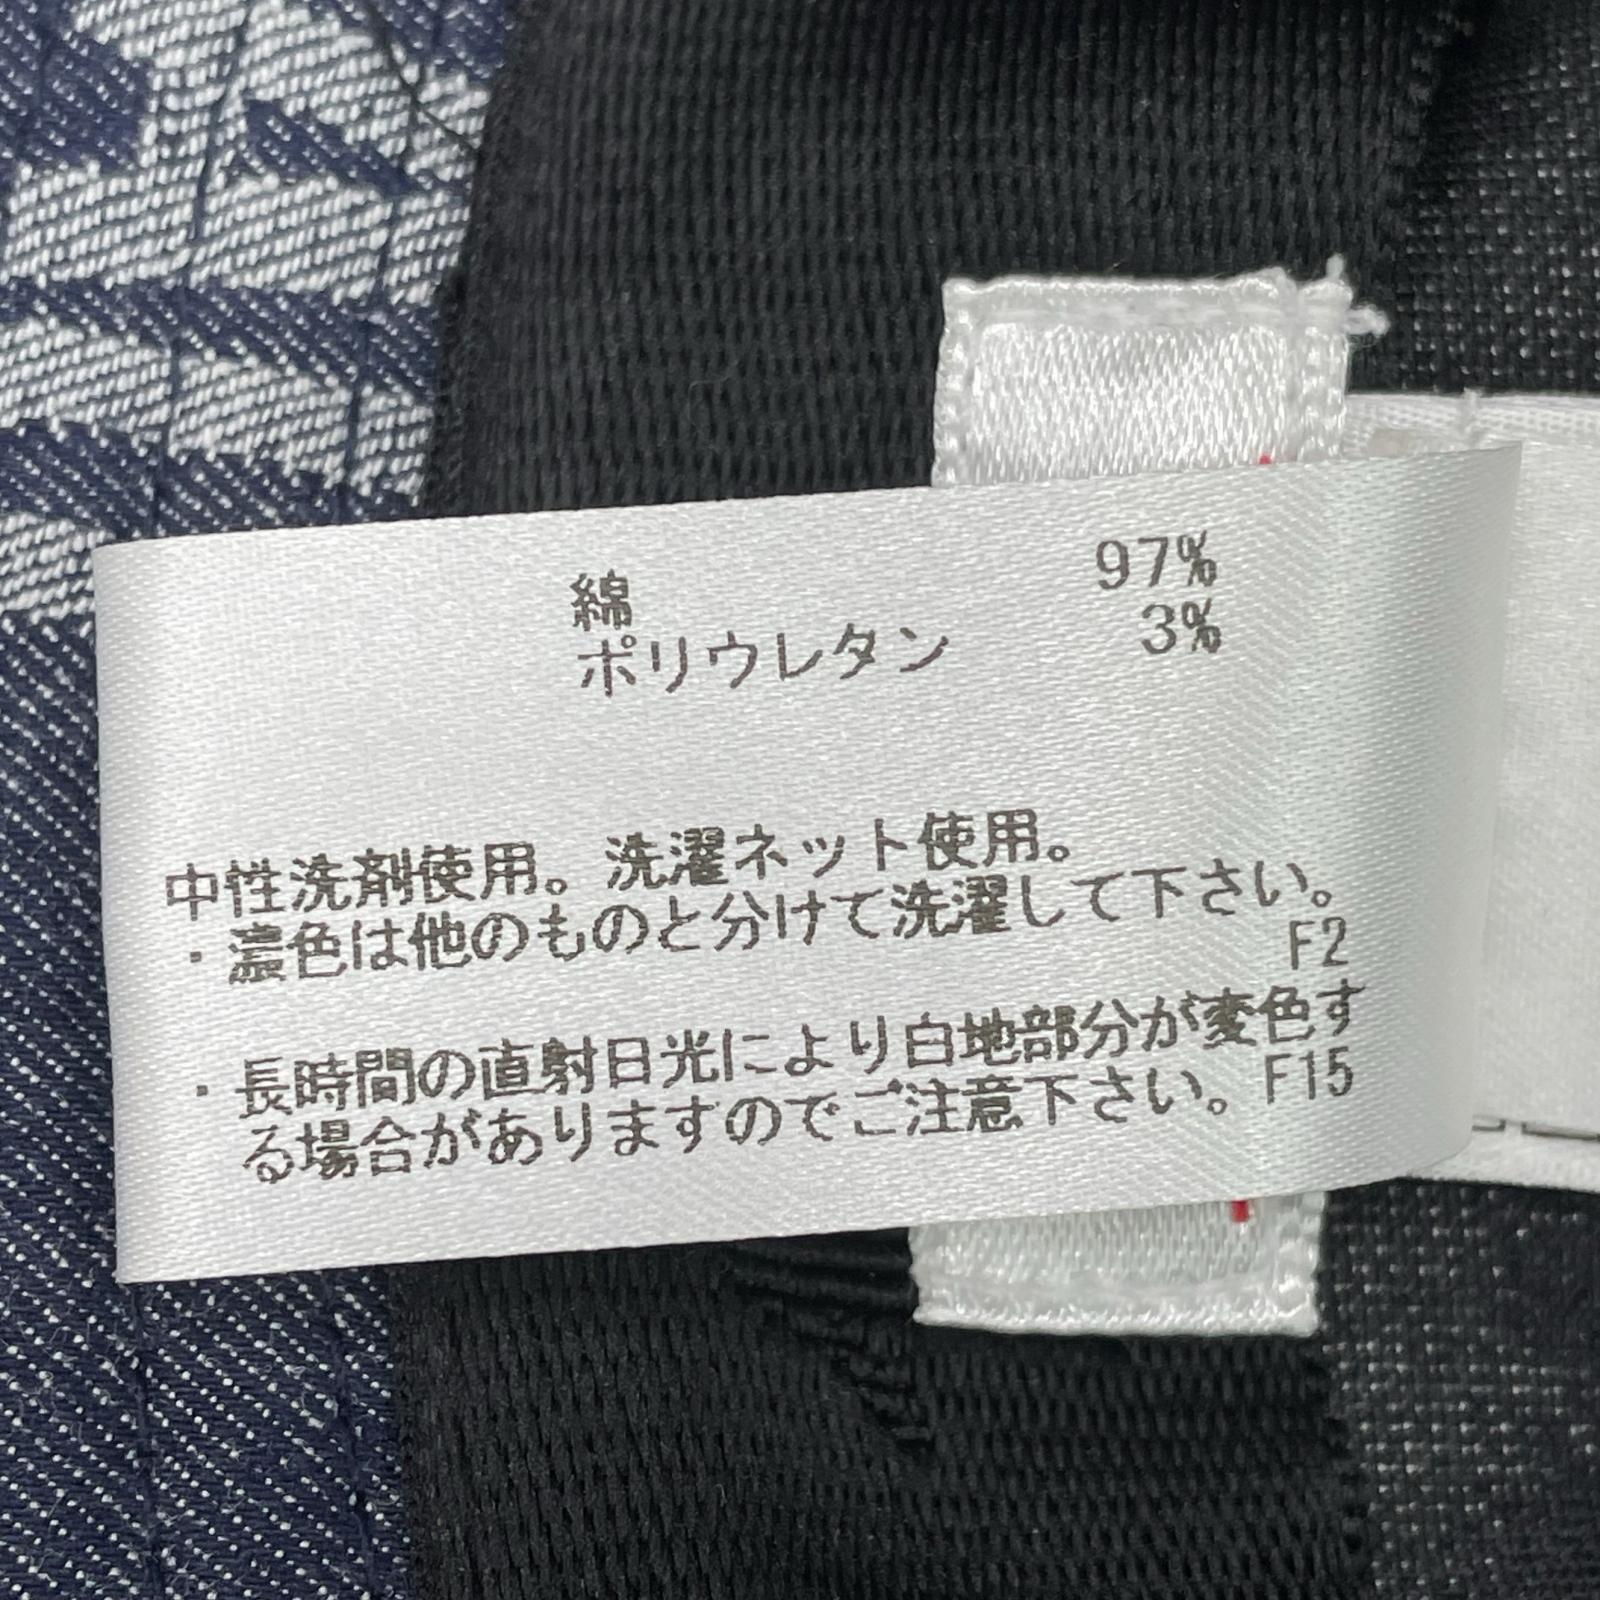 綿 97%
ポリウレタン 3%
中性洗剤使用。洗濯ネット使用。
・濃色は他のものと分けて洗濯して下さい。
F2
・長時間の直射日光により白地部分が変色す
る場合がありますのでご注意下さい。F15